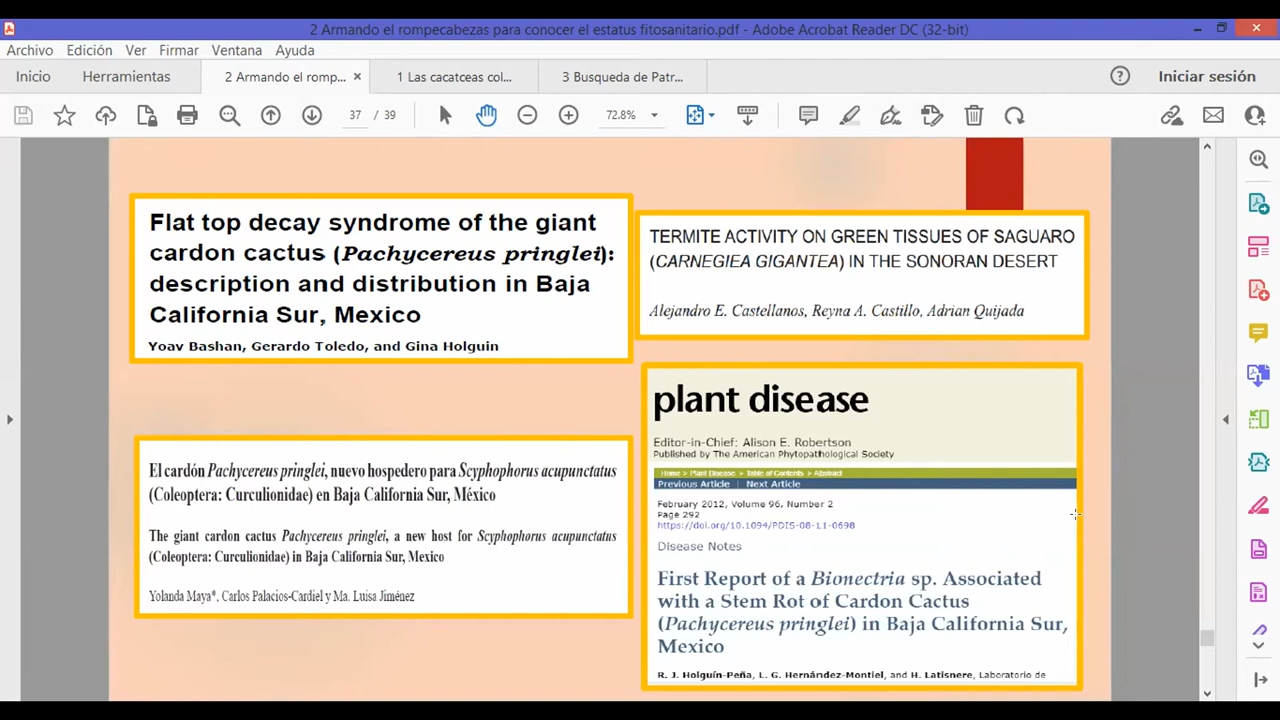 2 Armando el rompecabezas para conocer el estatus fitosanitario.pdf - Adobe Acrobat Reader DC (32-bit)
Archivo Edición Ver Firmar Ventana Ayuda
Inicio Herramientas 2 Armando el romp... × 1 Las cacatceas col... 3 Busqueda de Patr... Iniciar sesión
37 / 39 72.8%
Flat top decay syndrome of the giant
cardon cactus (Pachycereus pringlei):
description and distribution in Baja
California Sur, Mexico
Yoav Bashan, Gerardo Toledo, and Gina Holguin
TERMITE ACTIVITY ON GREEN TISSUES OF SAGUARO
(CARNEGIEA GIGANTEA) IN THE SONORAN DESERT
Alejandro E. Castellanos, Reyna A. Castillo, Adrian Quijada
El cardón Pachycereus pringlei, nuevo hospedero para Scyphophorus acupunctatus
(Coleoptera: Curculionidae) en Baja California Sur, México
The giant cardon cactus Pachycereus pringlei, a new host for Scyphophorus acupunctatus
(Coleoptera: Curculionidae) in Baja California Sur, Mexico
Yolanda Maya*, Carlos Palacios-Cardiel y Ma. Luisa Jiménez
plant disease
Editor-in-Chief: Alison E. Robertson
Published by The American Phytopathological Society
Home > Plant Disease > Table of Contents > Abstract
Previous Article | Next Article
February 2012, Volume 96, Number 2
Page 292
https://doi.org/10.1094/PDIS-08-11-0698
Disease Notes
First Report of a Bionectria sp. Associated
with a Stem Rot of Cardon Cactus
(Pachycereus pringlei) in Baja California Sur,
Mexico
R. J. Holguín-Peña, L. G. Hernández-Montiel, and H. Latisnere, Laboratorio de